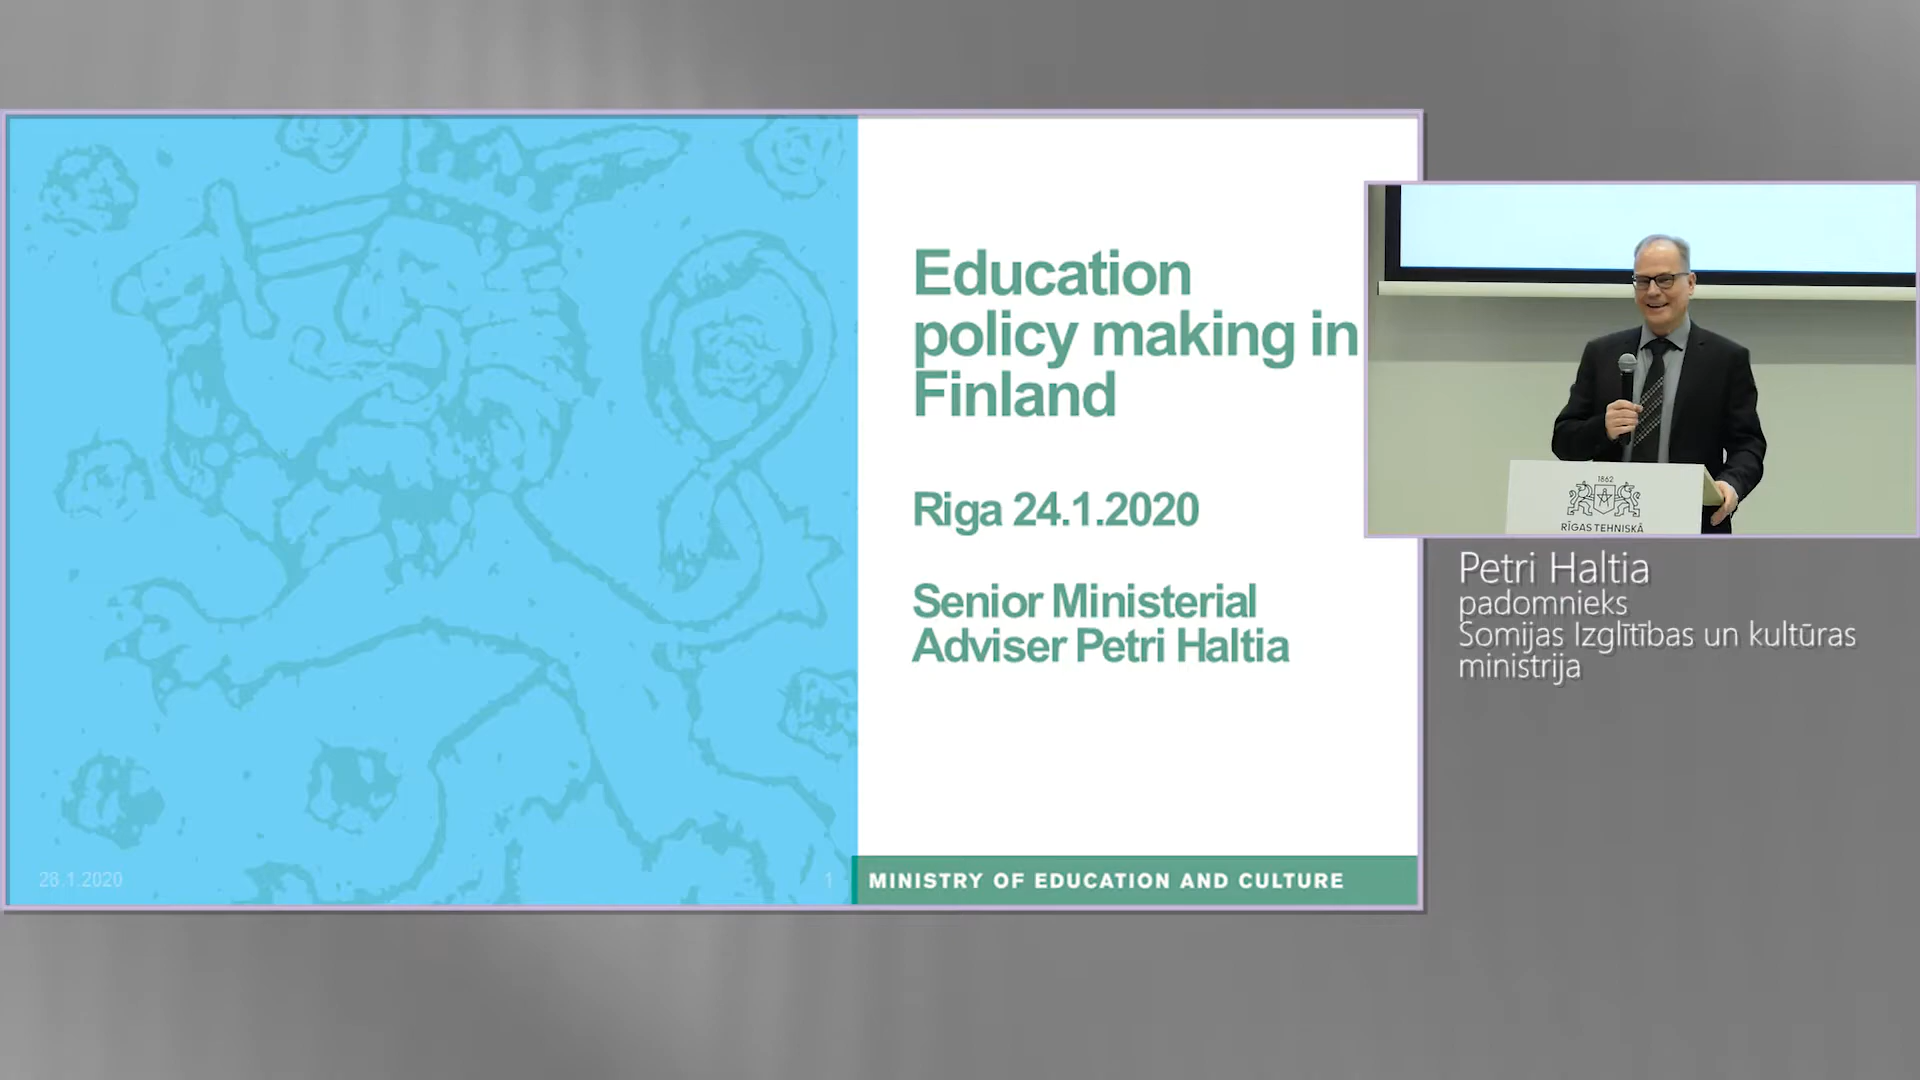 Education
policy making in
Finland
Riga 24.1.2020
Senior Ministerial
Adviser Petri Haltia
28.1.2020
1
MINISTRY OF EDUCATION AND CULTURE
1862
RĪGAS TEHNISKĀ
Petri Haltia
padomnieks
Somijas Izglītības un kultūras
ministrija